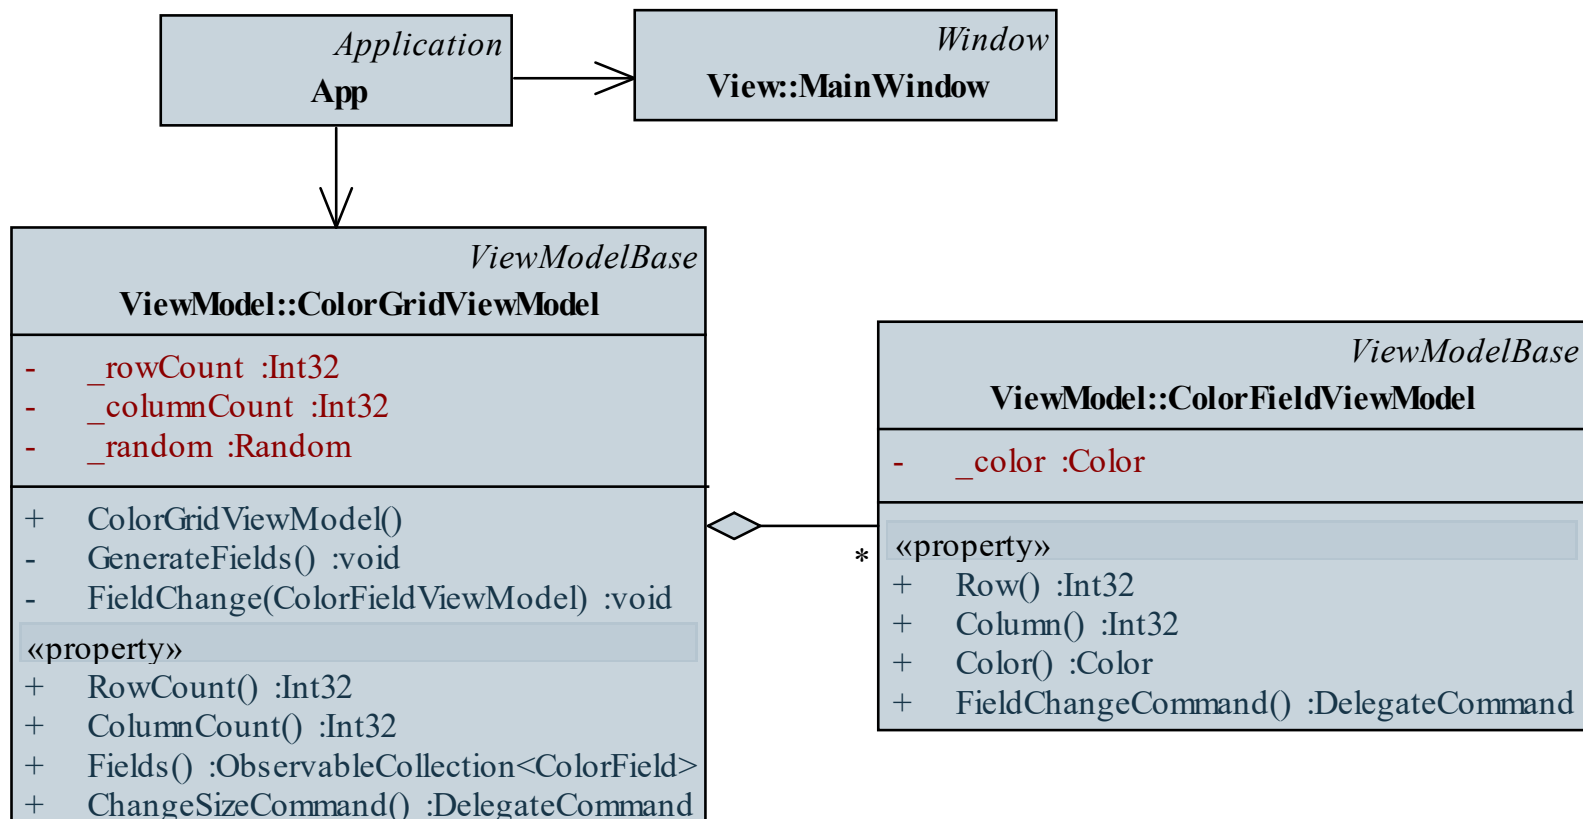 Application
App
Window
View::MainWindow
ViewModelBase
ViewModel::ColorGridViewModel
- _rowCount :Int32
- _columnCount :Int32
- _random :Random
+ ColorGridViewModel()
- GenerateFields() :void
- FieldChange(ColorFieldViewModel) :void
«property»
+ RowCount() :Int32
+ ColumnCount() :Int32
+ Fields() :ObservableCollection<ColorField>
+ ChangeSizeCommand() :DelegateCommand
*
ViewModelBase
ViewModel::ColorFieldViewModel
- _color :Color
«property»
+ Row() :Int32
+ Column() :Int32
+ Color() :Color
+ FieldChangeCommand() :DelegateCommand